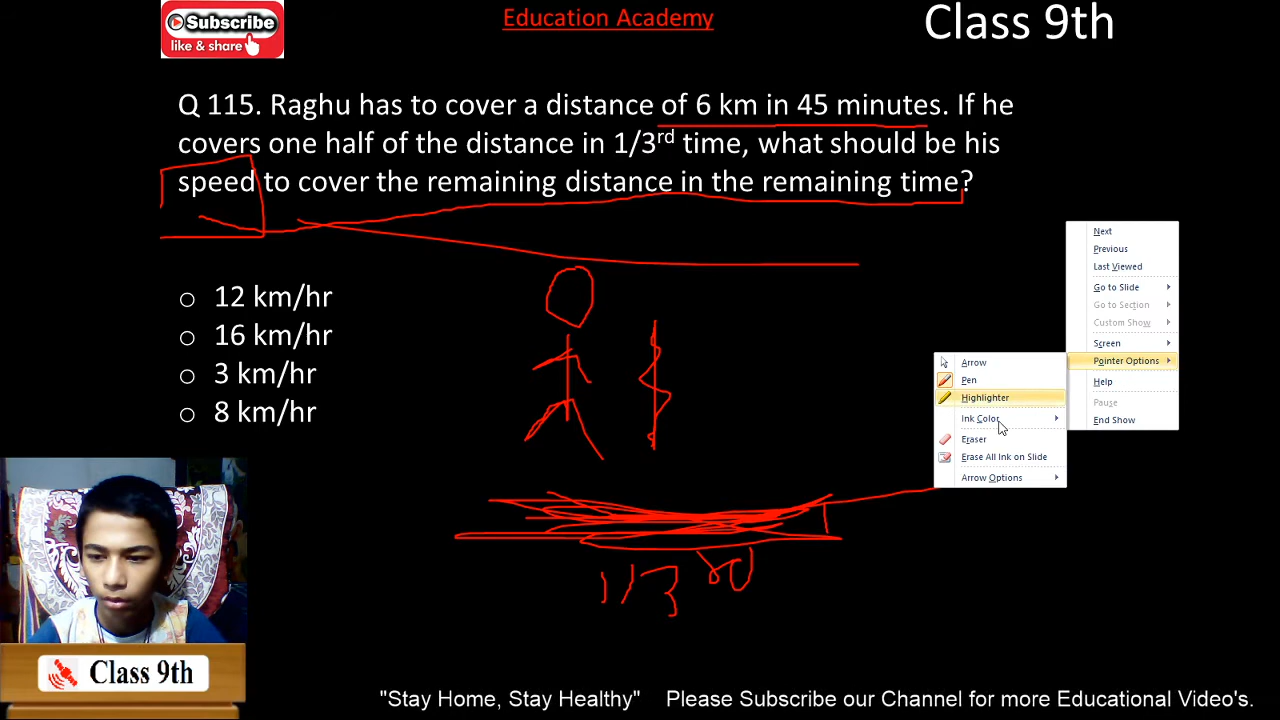 Subscribe
like & share
Education Academy
Class 9th
Q 115. Raghu has to cover a distance of 6 km in 45 minutes. If he
covers one half of the distance in 1/3rd time, what should be his
speed to cover the remaining distance in the remaining time?
12 km/hr
16 km/hr
3 km/hr
8 km/hr
Next
Previous
Last Viewed
Go to Slide
Go to Section
Custom Show
Screen
Pointer Options
Help
Pause
End Show
Arrow
Pen
Highlighter
Ink Color
Eraser
Erase All Ink on Slide
Arrow Options
1/3 rd
Class 9th
"Stay Home, Stay Healthy" Please Subscribe our Channel for more Educational Video's.